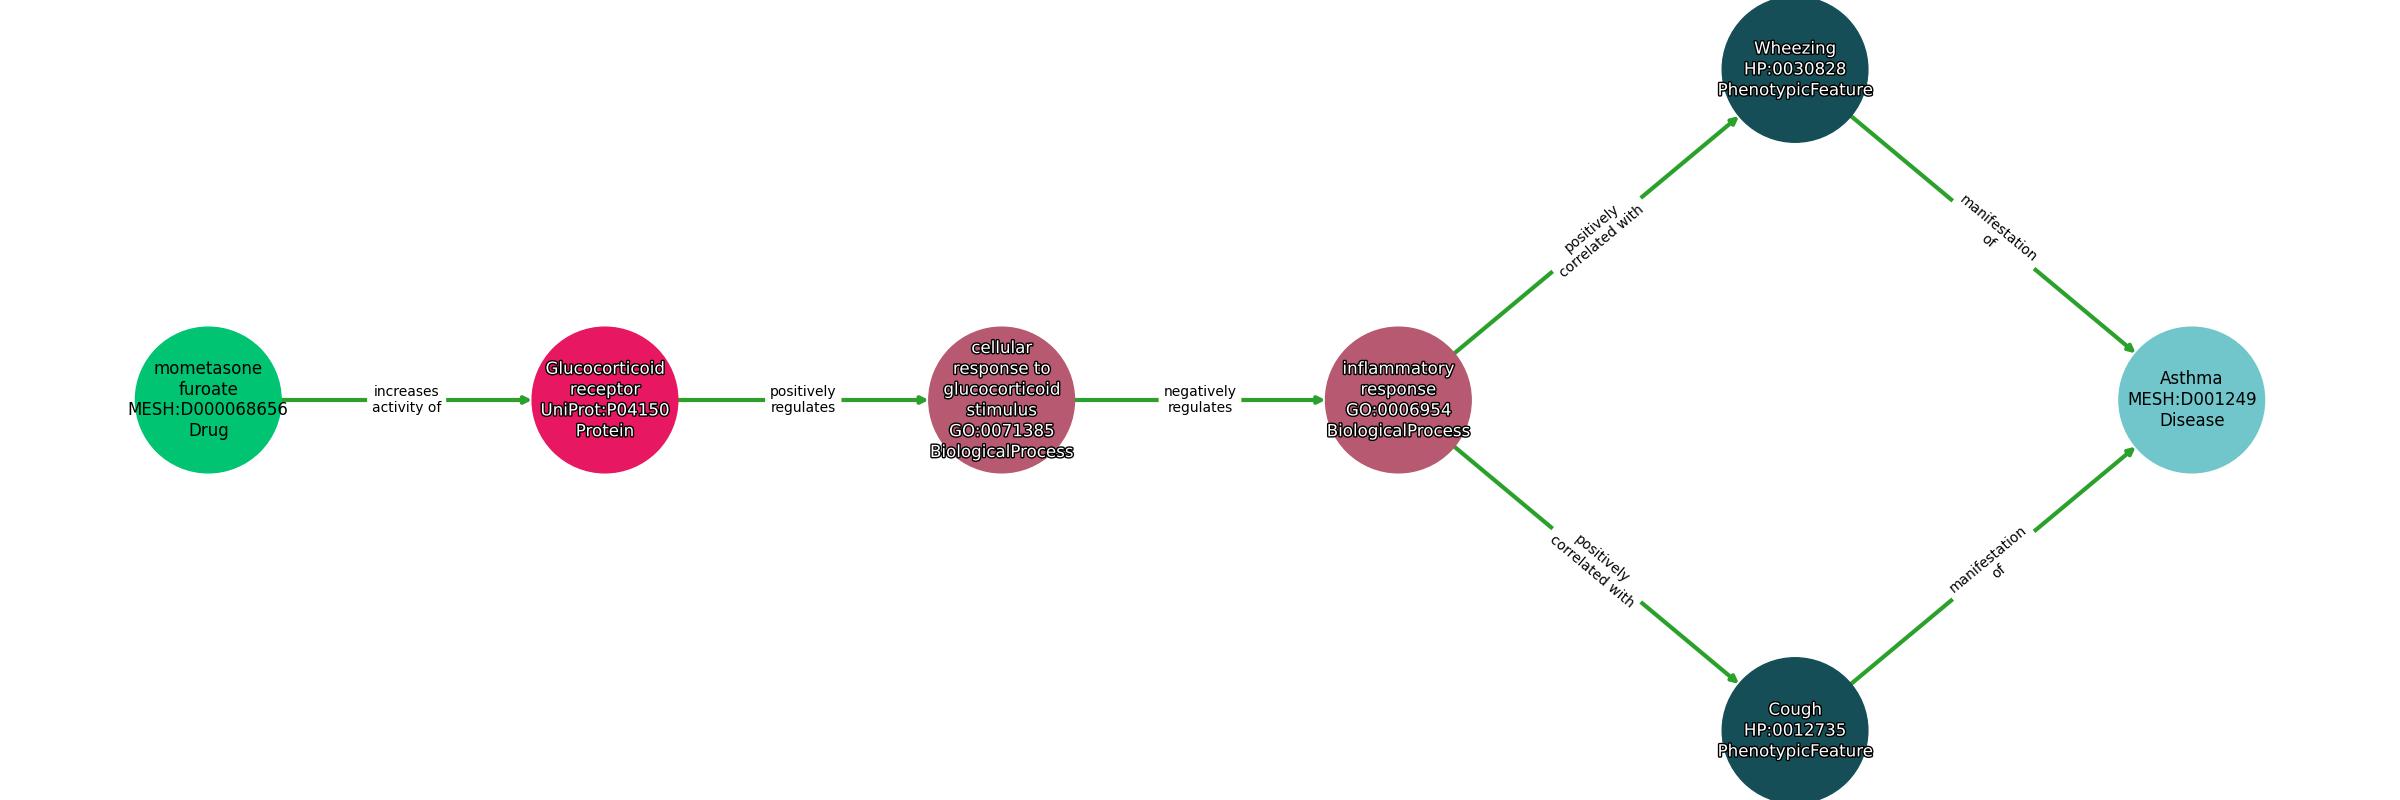 Wheezing
HP:0030828
PhenotypicFeature
positively
correlated with
manifestation
of
mometasone
furoate
MESH:D000068656
Drug
increases
activity of
Glucocorticoid
receptor
UniProt:P04150
Protein
positively
regulates
cellular
response to
glucocorticoid
stimulus
GO:0071385
BiologicalProcess
negatively
regulates
inflammatory
response
GO:0006954
BiologicalProcess
Asthma
MESH:D001249
Disease
positively
correlated with
manifestation
of
Cough
HP:0012735
PhenotypicFeature